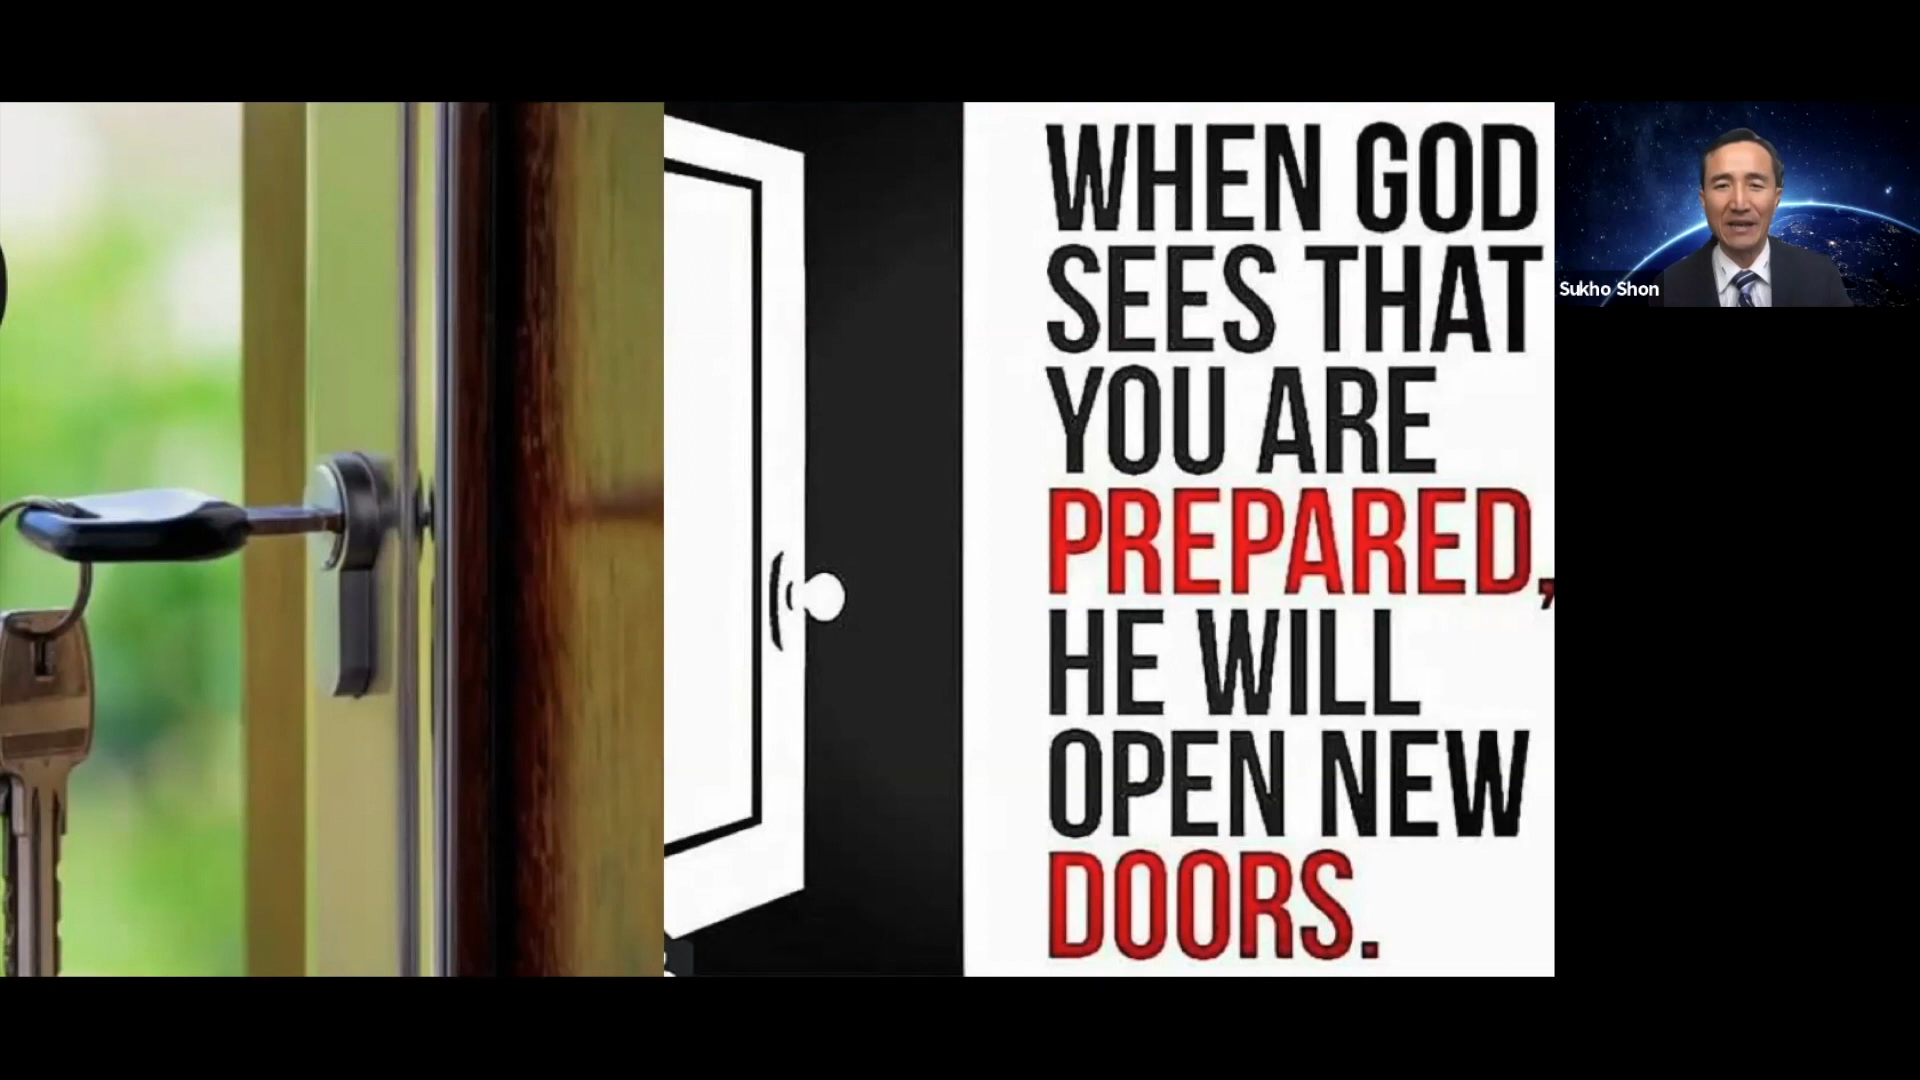 WHEN GOD
SEES THAT
YOU ARE
PREPARED,
HE WILL
OPEN NEW
DOORS.
Sukho Shon